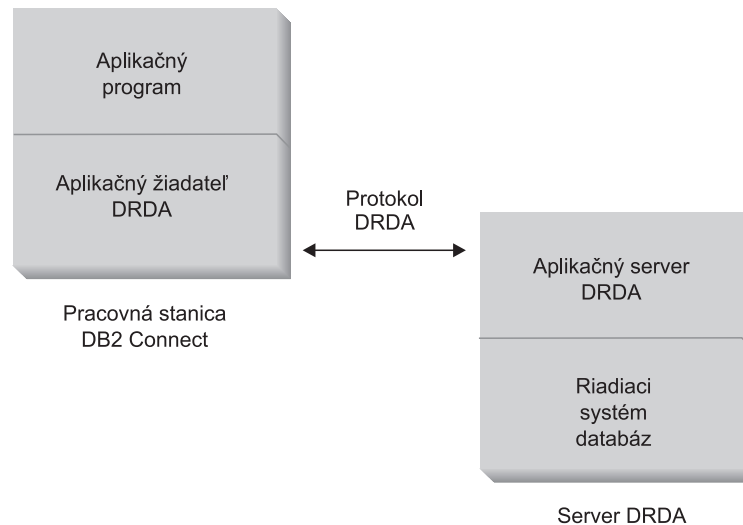 Aplikačný
program
Aplikačný žiadateľ
DRDA
Pracovná stanica
DB2 Connect
Protokol
DRDA
Aplikačný server
DRDA
Riadiaci
systém
databáz
Server DRDA